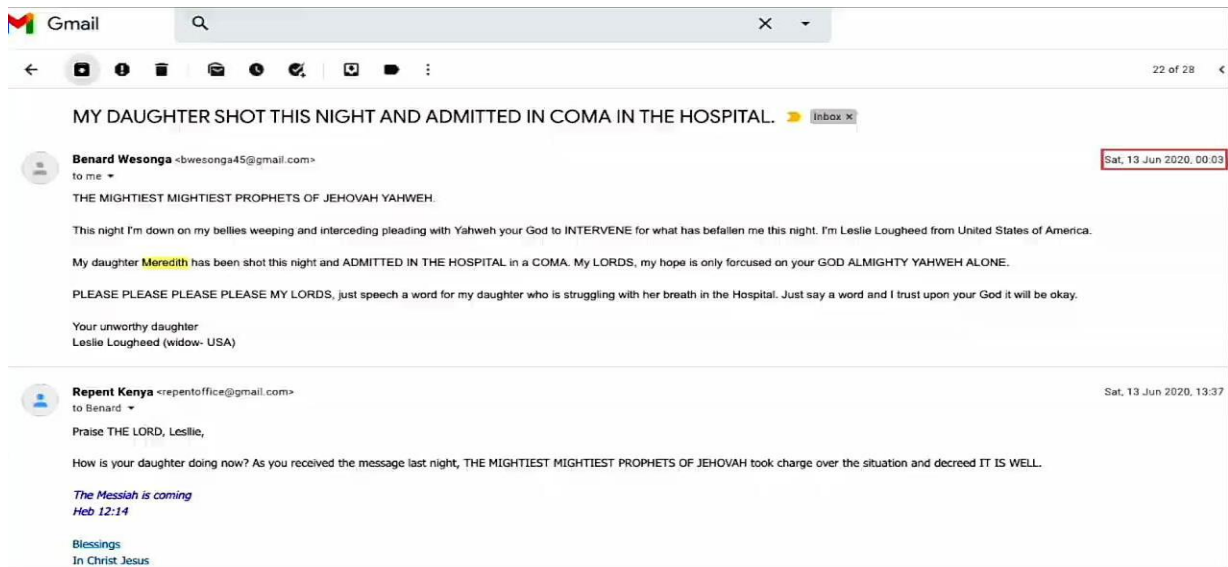 Gmail
22 of 28
MY DAUGHTER SHOT THIS NIGHT AND ADMITTED IN COMA IN THE HOSPITAL. Inbox ×
Benard Wesonga <bwesonga45@gmail.com> Sat, 13 Jun 2020, 00:03
to me
THE MIGHTIEST MIGHTIEST PROPHETS OF JEHOVAH YAHWEH.
This night I'm down on my bellies weeping and interceding pleading with Yahweh your God to INTERVENE for what has befallen me this night. I'm Leslie Lougheed from United States of America.
My daughter Meredith has been shot this night and ADMITTED IN THE HOSPITAL in a COMA. My LORDS, my hope is only forcused on your GOD ALMIGHTY YAHWEH ALONE.
PLEASE PLEASE PLEASE PLEASE MY LORDS, just speech a word for my daughter who is struggling with her breath in the Hospital. Just say a word and I trust upon your God it will be okay.
Your unworthy daughter
Leslie Lougheed (widow- USA)
Repent Kenya <repentoffice@gmail.com> Sat, 13 Jun 2020, 13:37
to Benard
Praise THE LORD, Lesllie,
How is your daughter doing now? As you received the message last night, THE MIGHTIEST MIGHTIEST PROPHETS OF JEHOVAH took charge over the situation and decreed IT IS WELL.
The Messiah is coming
Heb 12:14
Blessings
In Christ Jesus